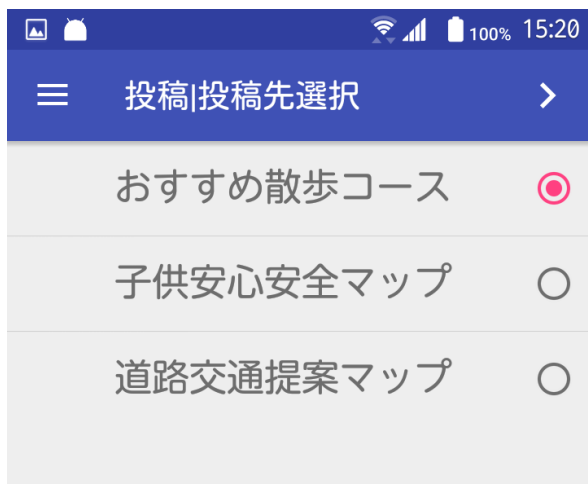 100% 15:20
投稿|投稿先選択
おすすめ散歩コース
子供安心安全マップ
道路交通提案マップ